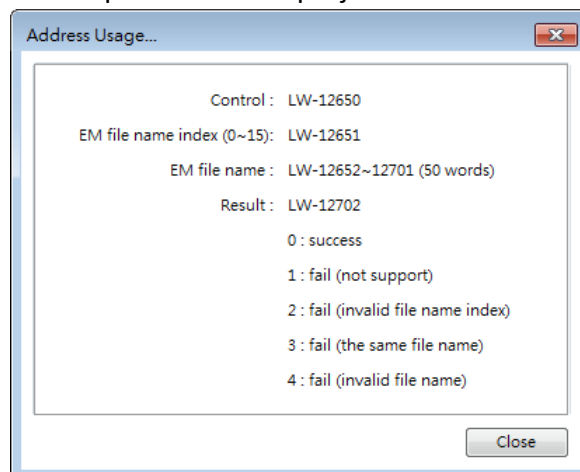 Address Usage...
Control : LW-12650
EM file name index (0~15): LW-12651
EM file name : LW-12652~12701 (50 words)
Result : LW-12702
0 : success
1 : fail (not support)
2 : fail (invalid file name index)
3 : fail (the same file name)
4 : fail (invalid file name)
Close